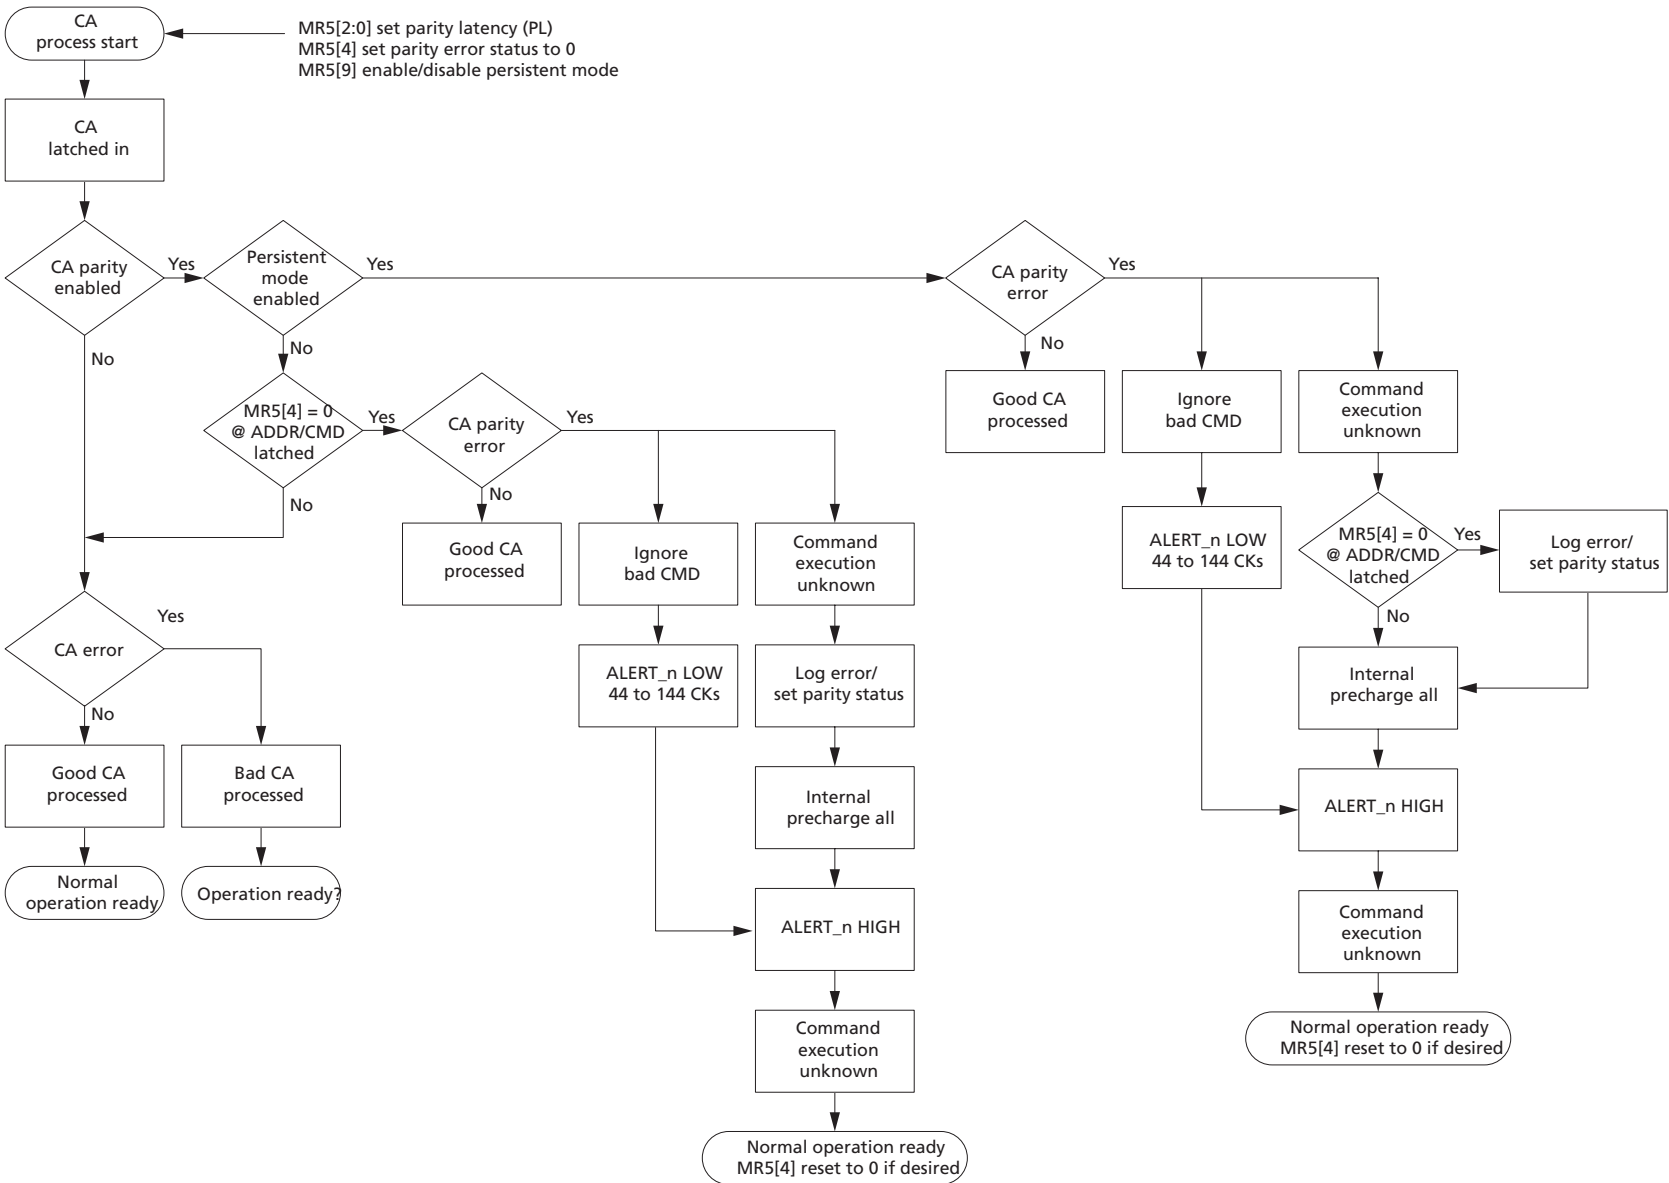 CA
process start
MR5[2:0] set parity latency (PL)
MR5[4] set parity error status to 0
MR5[9] enable/disable persistent mode
CA
latched in
CA parity
enabled
Yes
No
Persistent
mode
enabled
Yes
No
CA parity
error
Yes
No
Good CA
processed
Ignore
bad CMD
Command
execution
unknown
MR5[4] = 0
@ ADDR/CMD
latched
Yes
No
CA parity
error
Yes
No
Good CA
processed
Ignore
bad CMD
Command
execution
unknown
ALERT_n LOW
44 to 144 CKs
MR5[4] = 0
@ ADDR/CMD
latched
Yes
No
Log error/
set parity status
CA error
Yes
No
ALERT_n LOW
44 to 144 CKs
Log error/
set parity status
Internal
precharge all
Good CA
processed
Bad CA
processed
Internal
precharge all
ALERT_n HIGH
Normal
operation ready
Operation ready?
ALERT_n HIGH
Command
execution
unknown
Command
execution
unknown
Normal operation ready
MR5[4] reset to 0 if desired
Normal operation ready
MR5[4] reset to 0 if desired